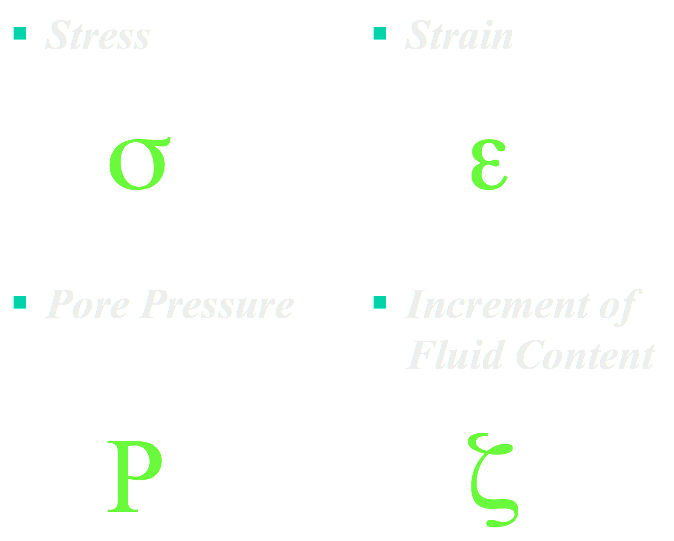 ▪ Stress
σ
▪ Strain
ε
▪ Pore Pressure
P
▪ Increment of
Fluid Content
ζ